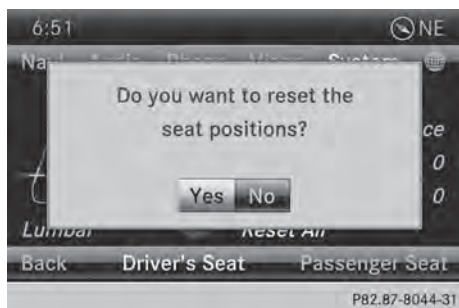 6:51 NE
System
Do you want to reset the
seat positions?
ce
0
Yes No
0
Reset All
Back Driver's Seat Passenger Seat
P82.87-8044-31